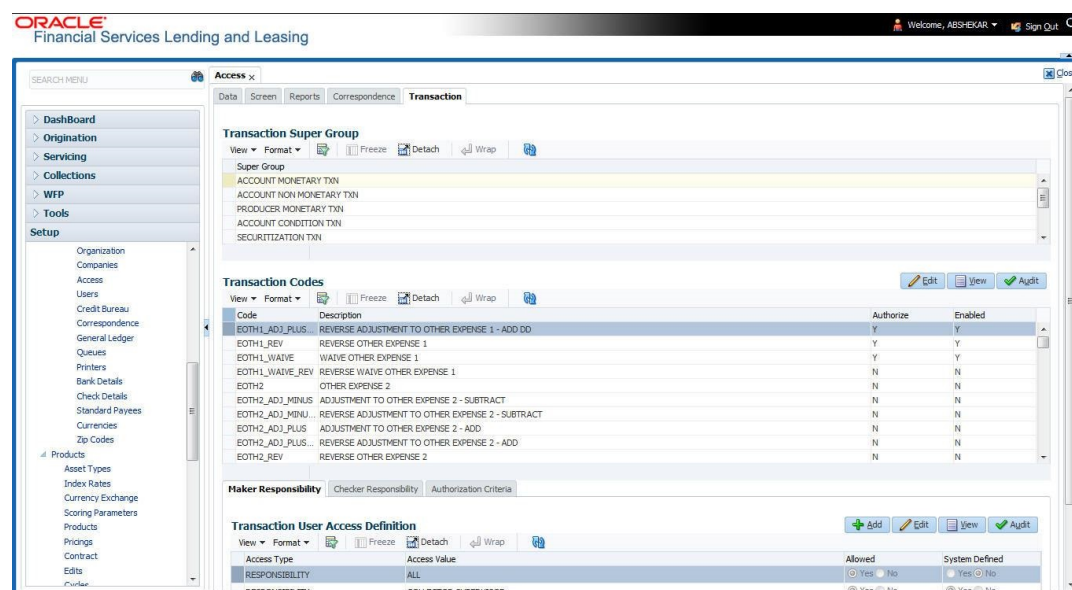 ORACLE
Financial Services Lending and Leasing
Welcome, ABSHEKAR
Sign Out
SEARCH MENU
DashBoard
Origination
Servicing
Collections
WFP
Tools
Setup
Organization
Companies
Access
Users
Credit Bureau
Correspondence
General Ledger
Queues
Printers
Bank Details
Check Details
Standard Payees
Currencies
Zip Codes
Products
Asset Types
Index Rates
Currency Exchange
Scoring Parameters
Products
Pricings
Contract
Edits
Cycles
Access x
Clos
Data Screen Reports Correspondence Transaction
Transaction Super Group
View Format Freeze Detach Wrap
Super Group
ACCOUNT MONETARY TXN
ACCOUNT NON MONETARY TXN
PRODUCER MONETARY TXN
ACCOUNT CONDITION TXN
SECURITIZATION TXN
Transaction Codes
Edit View Audit
View Format Freeze Detach Wrap
Code Description Authorize Enabled
EOTH1_ADJ_PLUS... REVERSE ADJUSTMENT TO OTHER EXPENSE 1 - ADD DD Y Y
EOTH1_REV REVERSE OTHER EXPENSE 1 Y Y
EOTH1_WAIVE WAIVE OTHER EXPENSE 1 Y Y
EOTH1_WAIVE_REV REVERSE WAIVE OTHER EXPENSE 1 N N
EOTH2 OTHER EXPENSE 2 N N
EOTH2_ADJ_MINUS ADJUSTMENT TO OTHER EXPENSE 2 - SUBTRACT N N
EOTH2_ADJ_MINU... REVERSE ADJUSTMENT TO OTHER EXPENSE 2 - SUBTRACT N N
EOTH2_ADJ_PLUS ADJUSTMENT TO OTHER EXPENSE 2 - ADD N N
EOTH2_ADJ_PLUS... REVERSE ADJUSTMENT TO OTHER EXPENSE 2 - ADD N N
EOTH2_REV REVERSE OTHER EXPENSE 2 N N
Maker Responsibility Checker Responsibility Authorization Criteria
Transaction User Access Definition
Add Edit View Audit
View Format Freeze Detach Wrap
Access Type Access Value Allowed System Defined
RESPONSIBILITY ALL Yes No Yes No